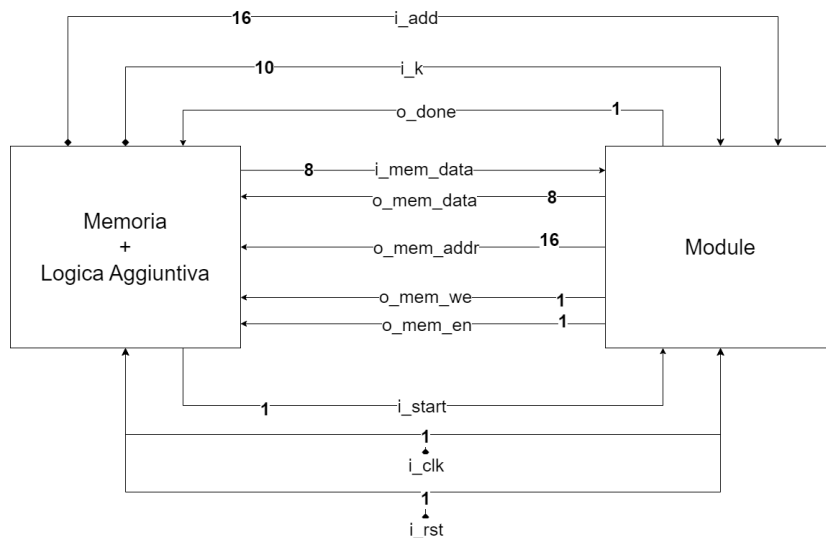 16 i_add
10 i_k
o_done 1
8 i_mem_data
o_mem_data 8
Memoria
+
Logica Aggiuntiva
o_mem_addr 16
Module
o_mem_we 1
o_mem_en 1
1 i_start
1
i_clk
1
i_rst